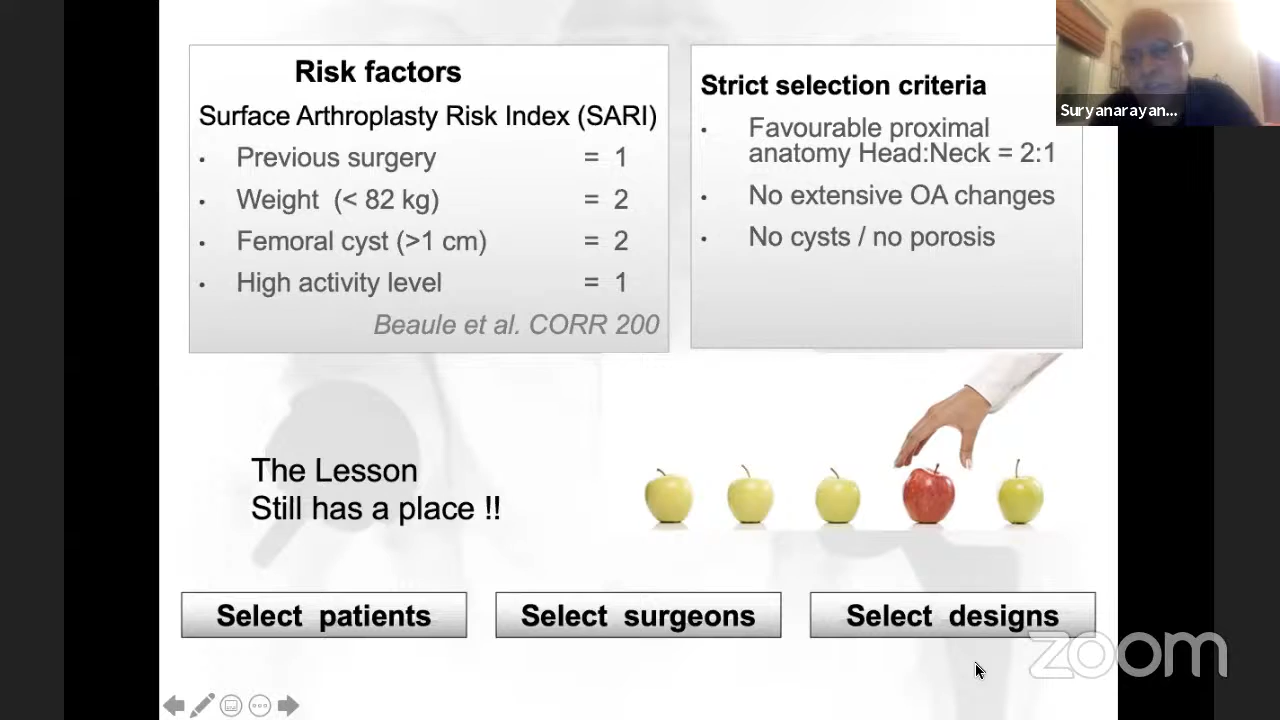 Risk factors
Surface Arthroplasty Risk Index (SARI)
• Previous surgery = 1
• Weight (< 82 kg) = 2
• Femoral cyst (>1 cm) = 2
• High activity level = 1
Beaule et al. CORR 200
Strict selection criteria
• Favourable proximal
anatomy Head:Neck = 2:1
• No extensive OA changes
• No cysts / no porosis
Suryanarayan...
The Lesson
Still has a place !!
Select patients
Select surgeons
Select designs
zoom